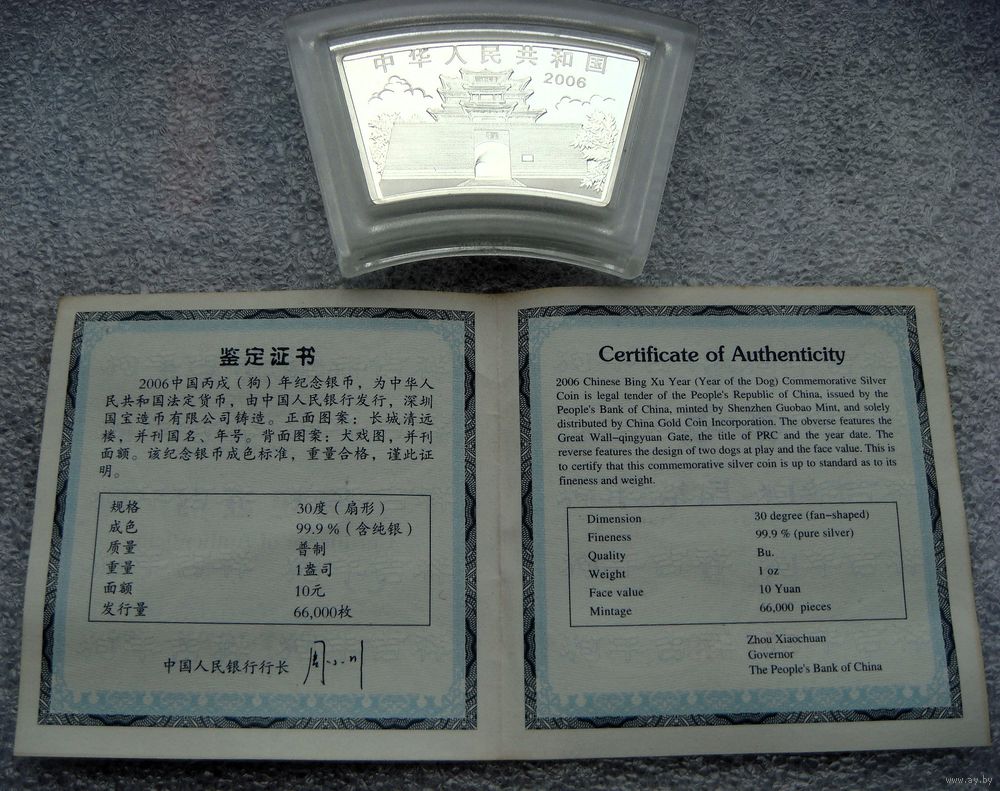 中华人民共和国
2006
鉴定证书
2006中国丙戌（狗）年纪念银币，为中华人
民共和国法定货币，由中国人民银行发行，深圳
国宝造币有限公司铸造。正面图案：长城清远
楼，并刊国名、年号。背面图案：犬戏图，并刊
面额。该纪念银币成色标准，重量合格，谨此证
明。
规格 30度（扇形）
成色 99.9%（含纯银）
质量 普制
重量 1盎司
面额 10元
发行量 66,000枚
中国人民银行行长 周小川
Certificate of Authenticity
2006 Chinese Bing Xu Year (Year of the Dog) Commemorative Silver
Coin is legal tender of the People's Republic of China, issued by the
People's Bank of China, minted by Shenzhen Guobao Mint, and solely
distributed by China Gold Coin Incorporation. The obverse features the
Great Wall-qingyuan Gate, the title of PRC and the year date. The
reverse features the design of two dogs at play and the face value. This is
to certify that this commemorative silver coin is up to standard as to its
fineness and weight.
Dimension 30 degree (fan-shaped)
Fineness 99.9 % (pure silver)
Quality Bu.
Weight 1 oz
Face value 10 Yuan
Mintage 66,000 pieces
Zhou Xiaochuan
Governor
The People's Bank of China
www.ay.by